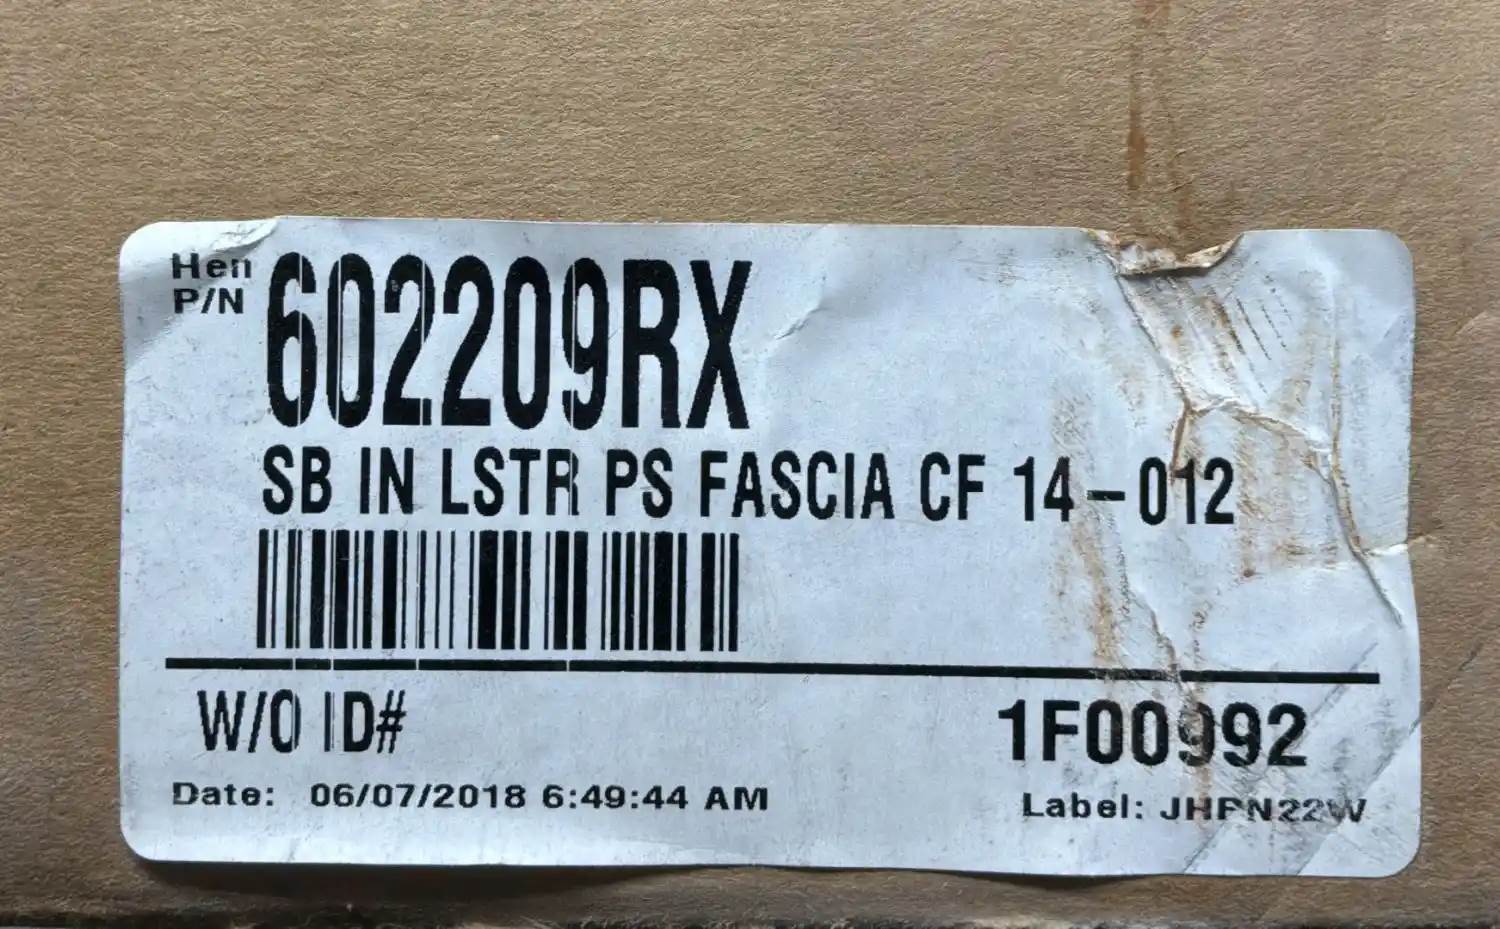 Hen
P/N
602209RX
SB IN LSTR PS FASCIA CF 14-012
W/O ID# 1F00992
Date: 06/07/2018 6:49:44 AM Label: JHPN22W